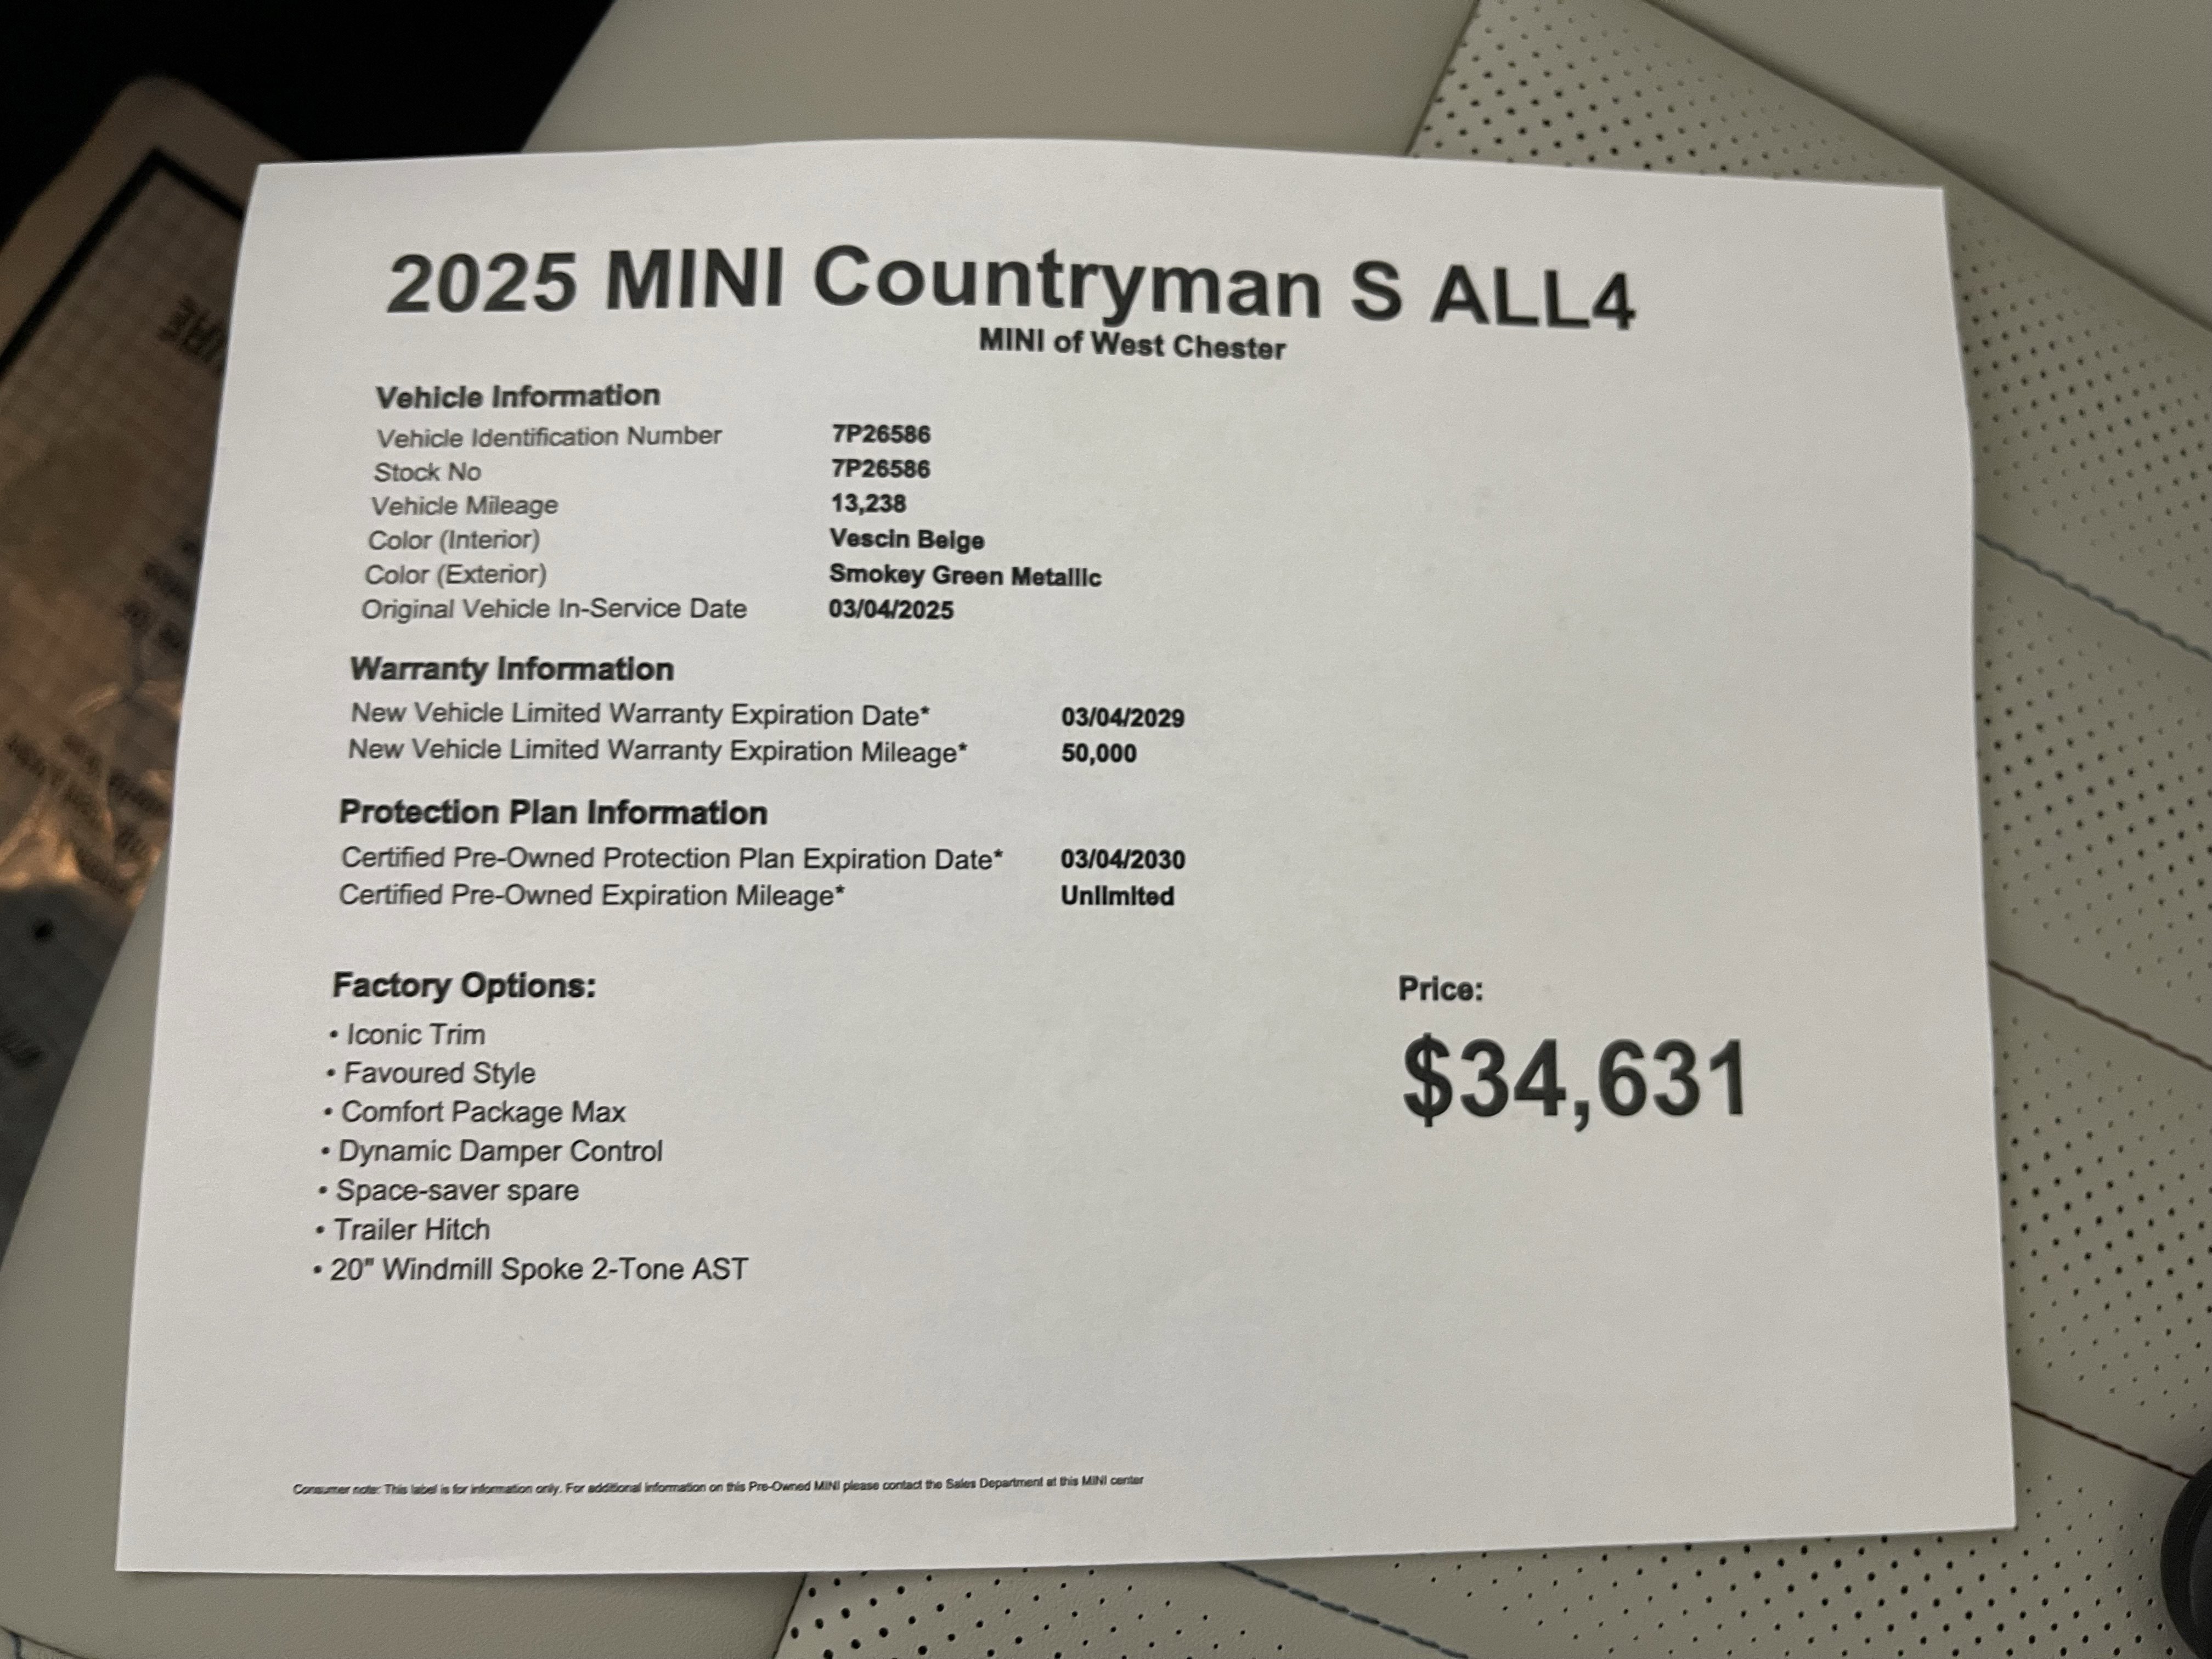 2025 MINI Countryman S ALL4
MINI of West Chester
Vehicle Information
Vehicle Identification Number 7P26586
Stock No 7P26586
Vehicle Mileage 13,238
Color (Interior) Vescin Beige
Color (Exterior) Smokey Green Metallic
Original Vehicle In-Service Date 03/04/2025
Warranty Information
New Vehicle Limited Warranty Expiration Date* 03/04/2029
New Vehicle Limited Warranty Expiration Mileage* 50,000
Protection Plan Information
Certified Pre-Owned Protection Plan Expiration Date* 03/04/2030
Certified Pre-Owned Expiration Mileage* Unlimited
Factory Options:
• Iconic Trim
• Favoured Style
• Comfort Package Max
• Dynamic Damper Control
• Space-saver spare
• Trailer Hitch
• 20" Windmill Spoke 2-Tone AST
Price:
$34,631
Consumer note: This label is for information only. For additional information on this Pre-Owned MINI please contact the Sales Department at this MINI center